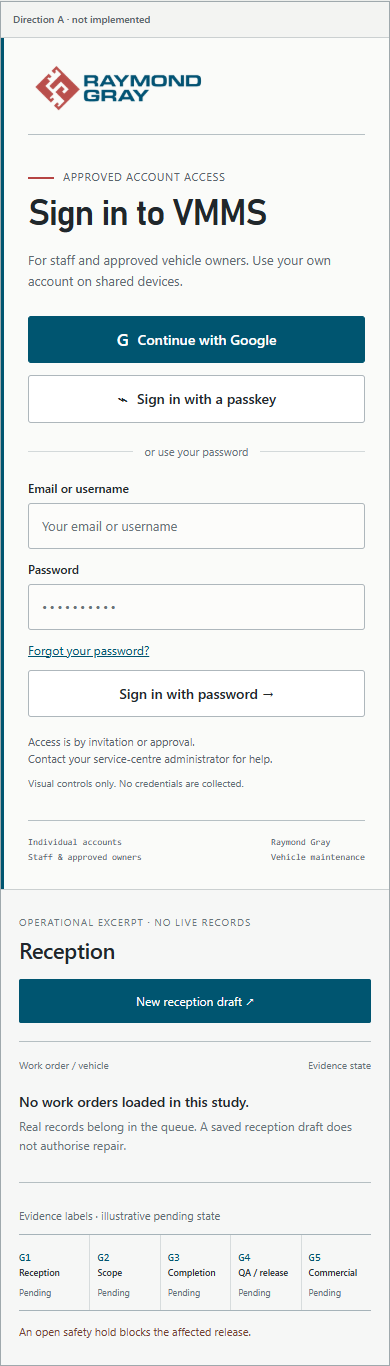 Direction A · not implemented
RAYMOND
GRAY
APPROVED ACCOUNT ACCESS
Sign in to VMMS
For staff and approved vehicle owners. Use your own
account on shared devices.
G Continue with Google
Sign in with a passkey
or use your password
Email or username
Your email or username
Password
••••••••••
Forgot your password?
Sign in with password →
Access is by invitation or approval.
Contact your service-centre administrator for help.
Visual controls only. No credentials are collected.
Individual accounts
Staff & approved owners
Raymond Gray
Vehicle maintenance
OPERATIONAL EXCERPT · NO LIVE RECORDS
Reception
New reception draft ↗
Work order / vehicle
Evidence state
No work orders loaded in this study.
Real records belong in the queue. A saved reception draft does
not authorise repair.
Evidence labels · illustrative pending state
G1
Reception
Pending
G2
Scope
Pending
G3
Completion
Pending
G4
QA / release
Pending
G5
Commercial
Pending
An open safety hold blocks the affected release.